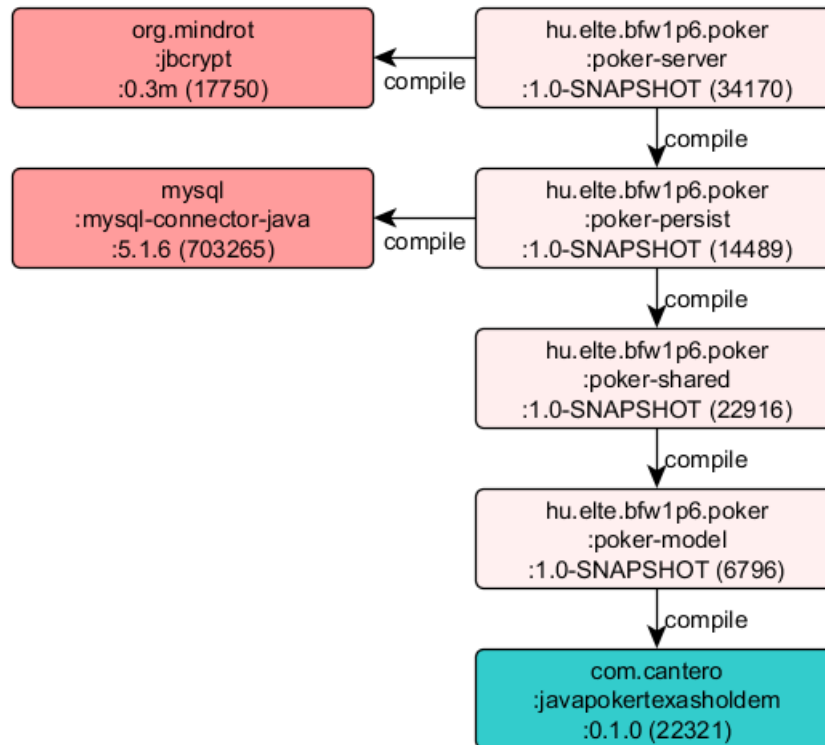 org.mindrot
:jbcrypt
:0.3m (17750)
compile
hu.elte.bfw1p6.poker
:poker-server
:1.0-SNAPSHOT (34170)
compile
mysql
:mysql-connector-java
:5.1.6 (703265)
compile
hu.elte.bfw1p6.poker
:poker-persist
:1.0-SNAPSHOT (14489)
compile
hu.elte.bfw1p6.poker
:poker-shared
:1.0-SNAPSHOT (22916)
compile
hu.elte.bfw1p6.poker
:poker-model
:1.0-SNAPSHOT (6796)
compile
com.cantero
:javapokertexasholdem
:0.1.0 (22321)